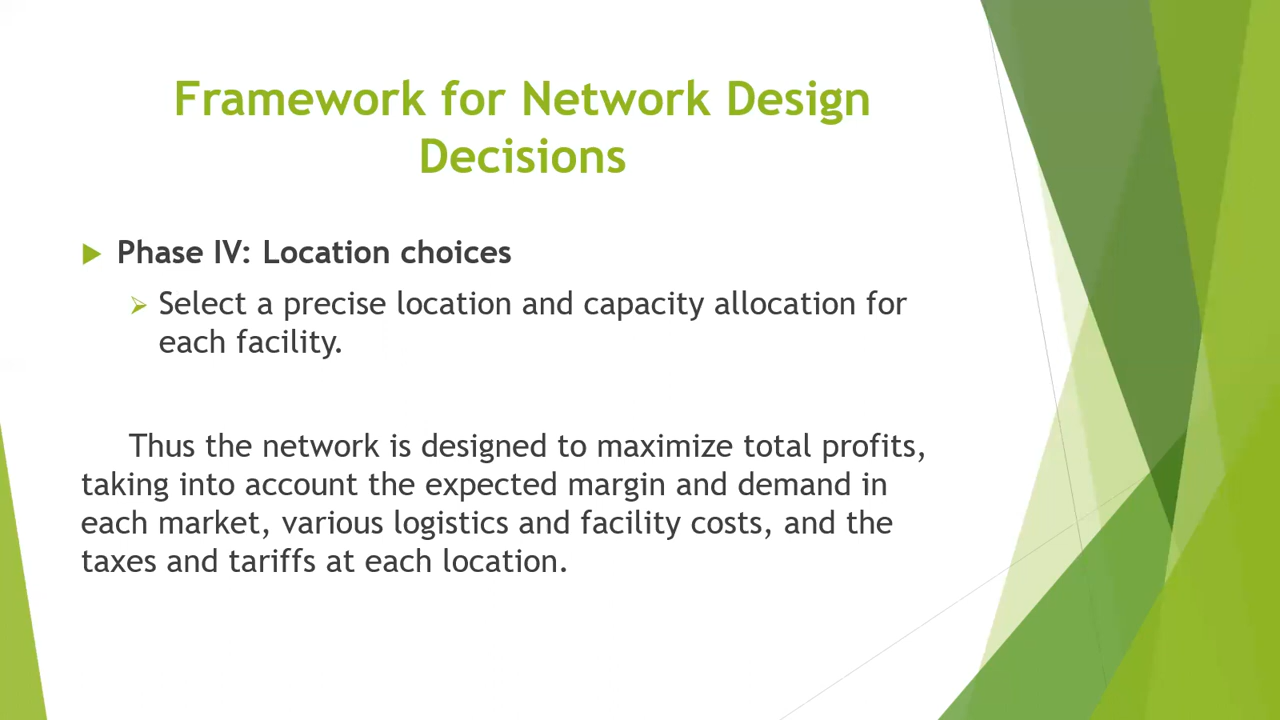 Framework for Network Design
Decisions
Phase IV: Location choices
Select a precise location and capacity allocation for
each facility.
Thus the network is designed to maximize total profits,
taking into account the expected margin and demand in
each market, various logistics and facility costs, and the
taxes and tariffs at each location.